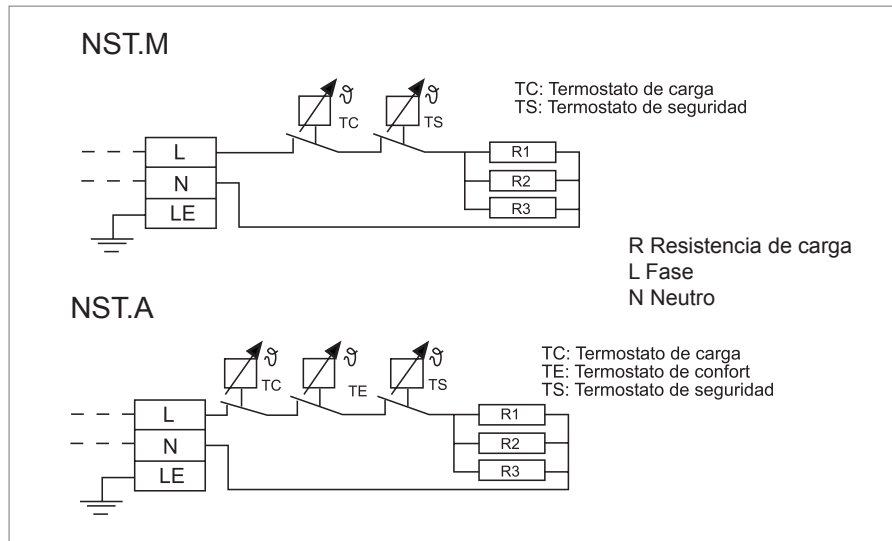 NST.M
TC: Termostato de carga
TS: Termostato de seguridad
ϑ
TC
ϑ
TS
L
N
LE
R1
R2
R3
R Resistencia de carga
L Fase
N Neutro
NST.A
TC: Termostato de carga
TE: Termostato de confort
TS: Termostato de seguridad
ϑ
TC
ϑ
TE
ϑ
TS
L
N
LE
R1
R2
R3